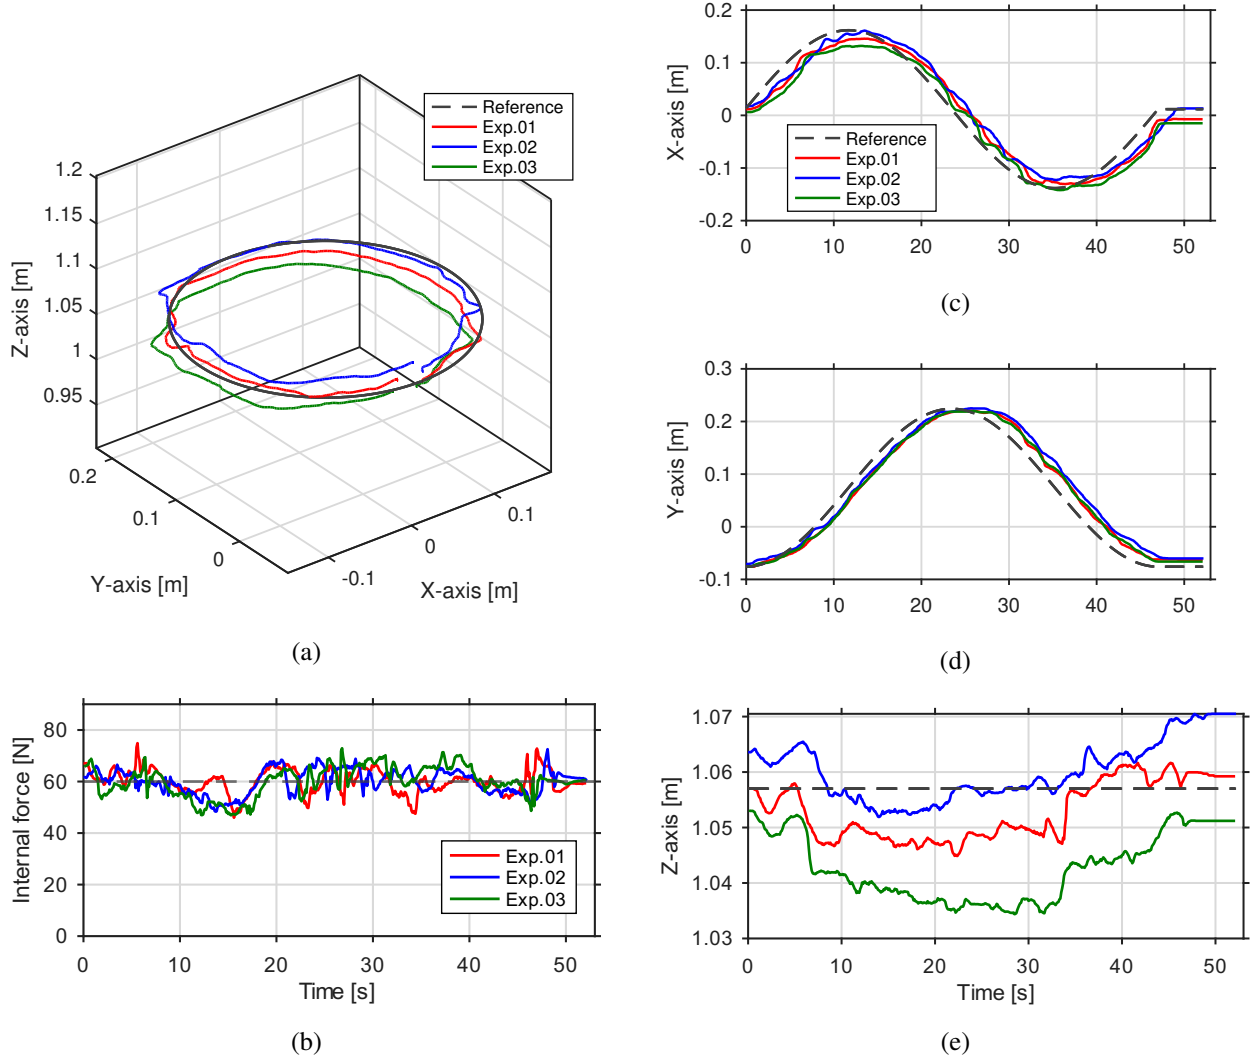 Reference
Exp.01
Exp.02
Exp.03
1.2
1.15
1.1
1.05
1
0.95
Z-axis [m]
0.2
0.1
0
Y-axis [m]
-0.1
0
0.1
X-axis [m]
(a)
80
60
40
20
0
Internal force [N]
Exp.01
Exp.02
Exp.03
0 10 20 30 40 50
Time [s]
(b)
0.2
0.1
0
-0.1
-0.2
X-axis [m]
Reference
Exp.01
Exp.02
Exp.03
0 10 20 30 40 50
(c)
0.3
0.2
0.1
0
-0.1
Y-axis [m]
0 10 20 30 40 50
(d)
1.07
1.06
1.05
1.04
1.03
Z-axis [m]
0 10 20 30 40 50
Time [s]
(e)